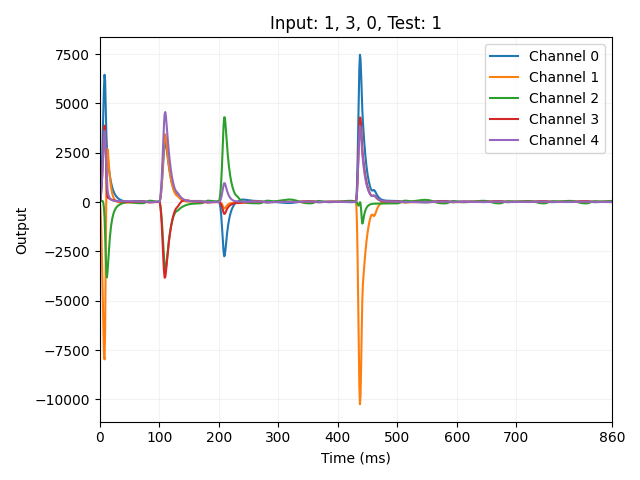 Input: 1, 3, 0, Test: 1
7500
5000
2500
0
−2500
−5000
−7500
−10000
Output
Channel 0
Channel 1
Channel 2
Channel 3
Channel 4
0 100 200 300 400 500 600 700 860
Time (ms)